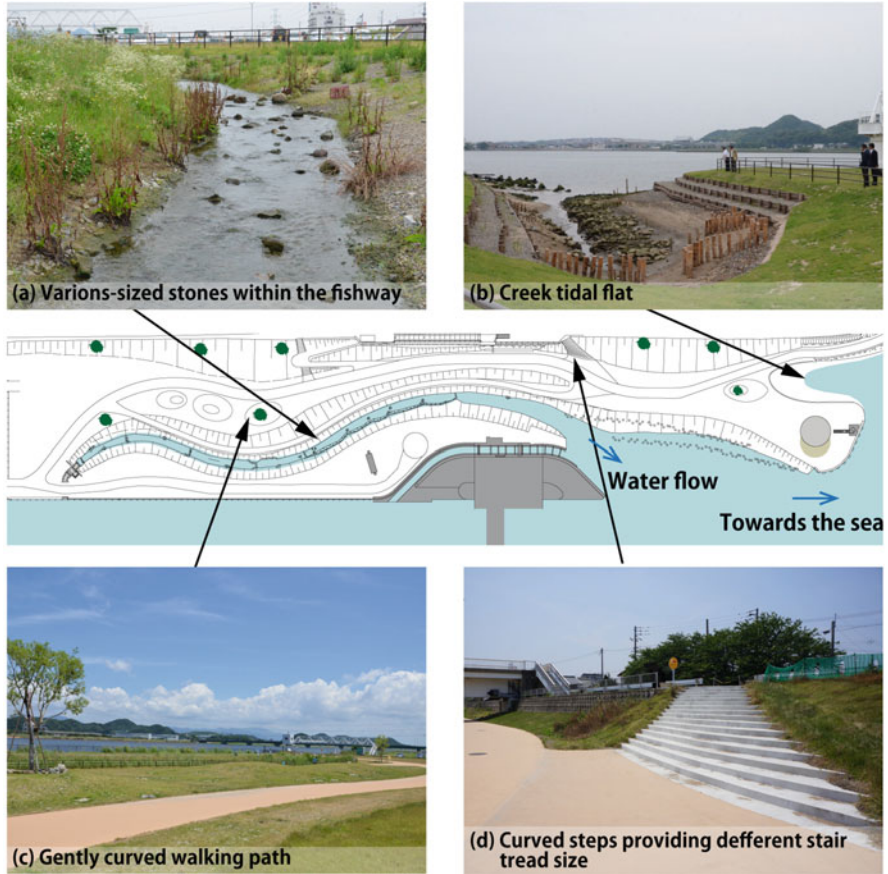 (a) Varions-sized stones within the fishway
(b) Creek tidal flat
Water flow
Towards the sea
(c) Gently curved walking path
(d) Curved steps providing defferent stair
tread size